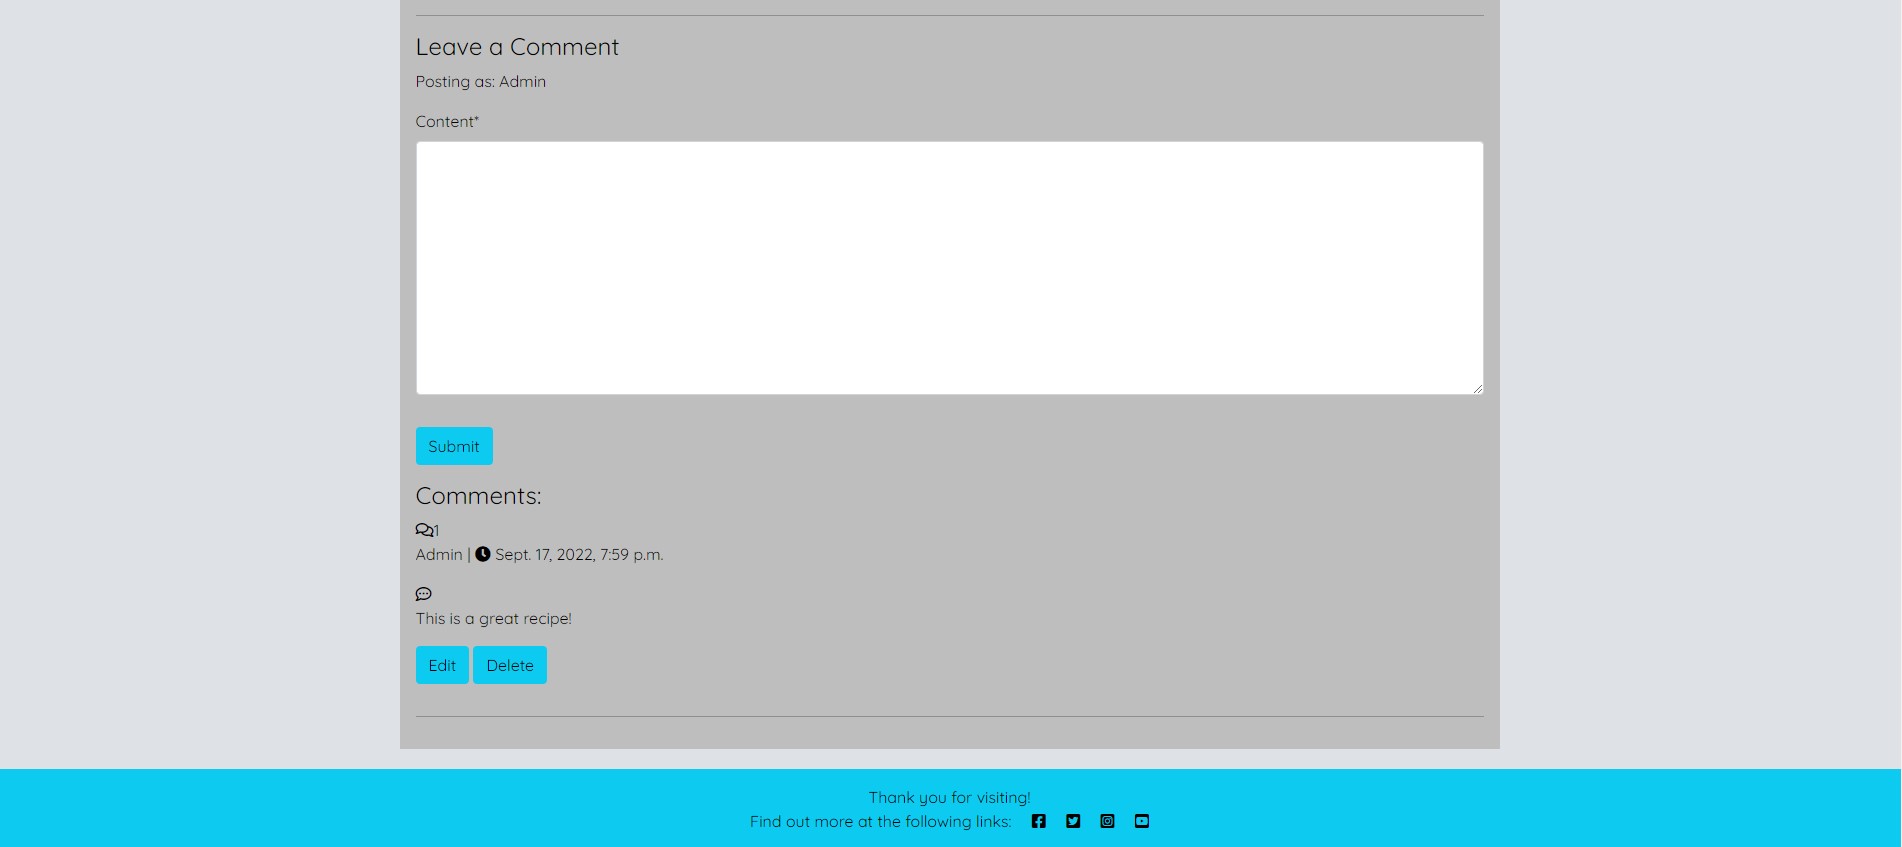 Leave a Comment
Posting as: Admin
Content*
Submit
Comments:
1
Admin | Sept. 17, 2022, 7:59 p.m.
This is a great recipe!
Edit Delete
Thank you for visiting!
Find out more at the following links: